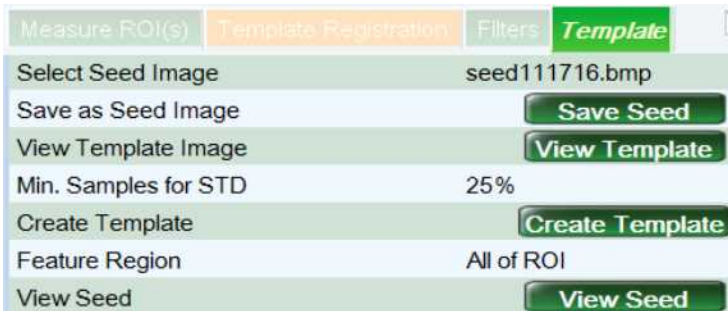 Measure ROI(s) Template Registration Filters Template
Select Seed Image seed111716.bmp
Save as Seed Image Save Seed
View Template Image View Template
Min. Samples for STD 25%
Create Template Create Template
Feature Region All of ROI
View Seed View Seed